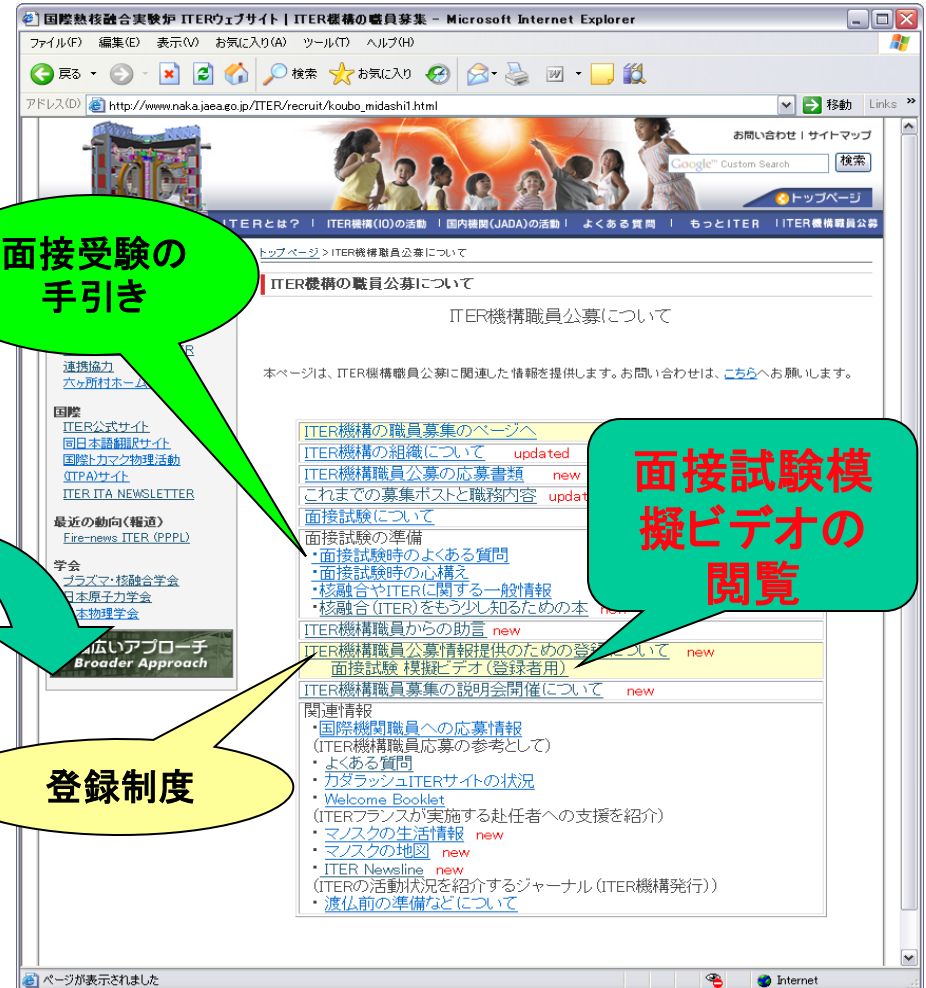 国際熱核融合実験炉 ITERウェブサイト | ITER機構の職員募集 - Microsoft Internet Explorer
ファイル(F) 編集(E) 表示(V) お気に入り(A) ツール(T) ヘルプ(H)
戻る 検索 お気に入り
アドレス(D) http://www.naka.jaea.go.jp/ITER/recruit/koubo_midashi1.html 移動 Links »
お問い合わせ | サイトマップ
Google™ Custom Search 検索
トップページ
ITERとは? | ITER機構(IO)の活動 | 国内機関(JADA)の活動 | よくある質問 | もっとITER | ITER機構職員公募
面接受験の
手引き
トップページ > ITER機構職員公募について
ITER機構の職員公募について
ITER機構職員公募について
本ページは、ITER機構職員公募に関連した情報を提供します。お問い合わせは、こちらへお願いします。
R
連携協力
六ヶ所村ホーム
国際
ITER公式サイト
同日本語翻訳サイト
国際トカマク物理活動
(ITPA)サイト
ITER ITA NEWSLETTER
最近の動向(報道)
Fire-news ITER (PPPL)
学会
プラズマ・核融合学会
日本原子力学会
本物理学会
広いアプローチ
Broader Approach
ITER機構の職員募集のページへ
ITER機構の組織について updated
ITER機構職員公募の応募書類 new
これまでの募集ポストと職務内容 updat
面接試験について
面接試験の準備
・面接試験時のよくある質問
・面接試験時の心構え
・核融合やITERに関する一般情報
・核融合(ITER)をもう少し知るための本 new
ITER機構職員からの助言 new
ITER機構職員公募情報提供のための登録について new
面接試験 模擬ビデオ(登録者用)
ITER機構職員募集の説明会開催について new
関連情報
・国際機関職員への応募情報
(ITER機構職員応募の参考として)
・よくある質問
・カダラッシュITERサイトの状況
・Welcome Booklet
(ITERフランスが実施する赴任者への支援を紹介)
・マノスクの生活情報 new
・マノスクの地図 new
・ITER Newsline new
(ITERの活動状況を紹介するジャーナル(ITER機構発行))
・渡仏前の準備などについて
面接試験模
擬ビデオの
閲覧
登録制度
ページが表示されました Internet